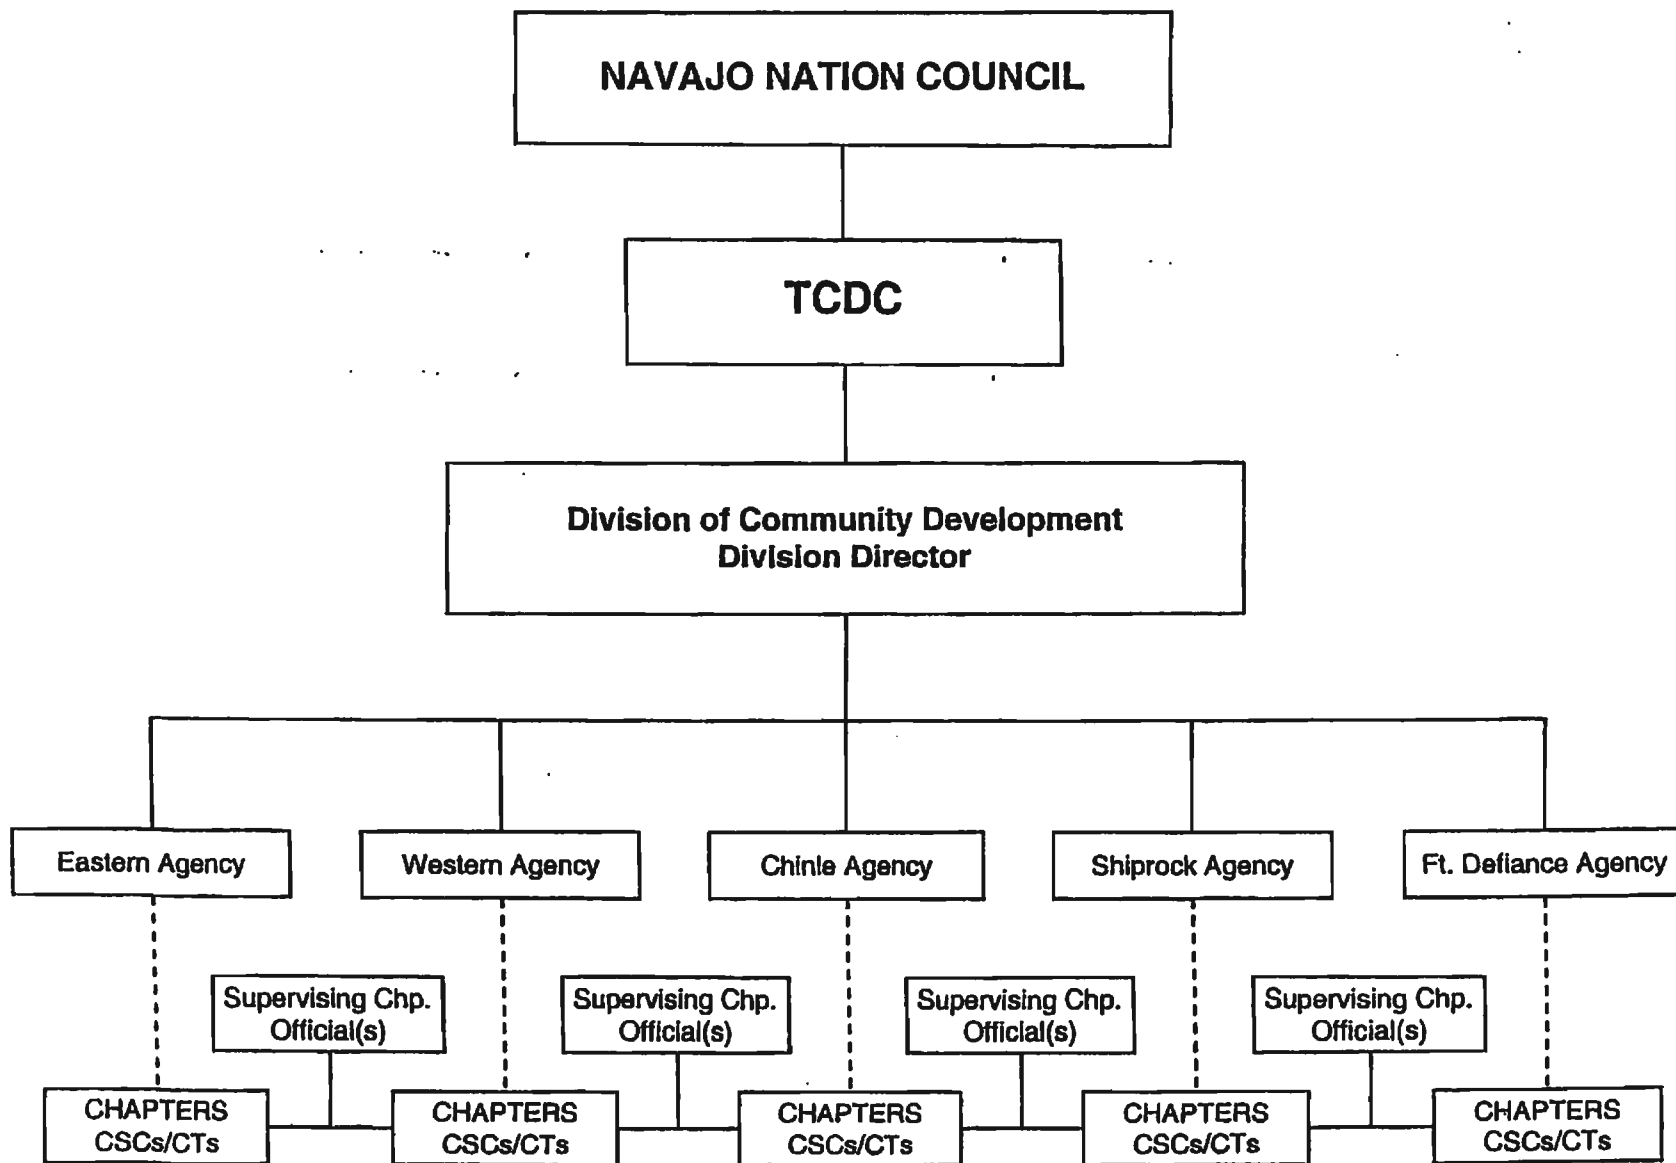 NAVAJO NATION COUNCIL
TCDC
Division of Community Development
Division Director
Eastern Agency
Western Agency
Chinle Agency
Shiprock Agency
Ft. Defiance Agency
Supervising Chp.
Official(s)
Supervising Chp.
Official(s)
Supervising Chp.
Official(s)
Supervising Chp.
Official(s)
CHAPTERS
CSCs/CTs
CHAPTERS
CSCs/CTs
CHAPTERS
CSCs/CTs
CHAPTERS
CSCs/CTs
CHAPTERS
CSCs/CTs